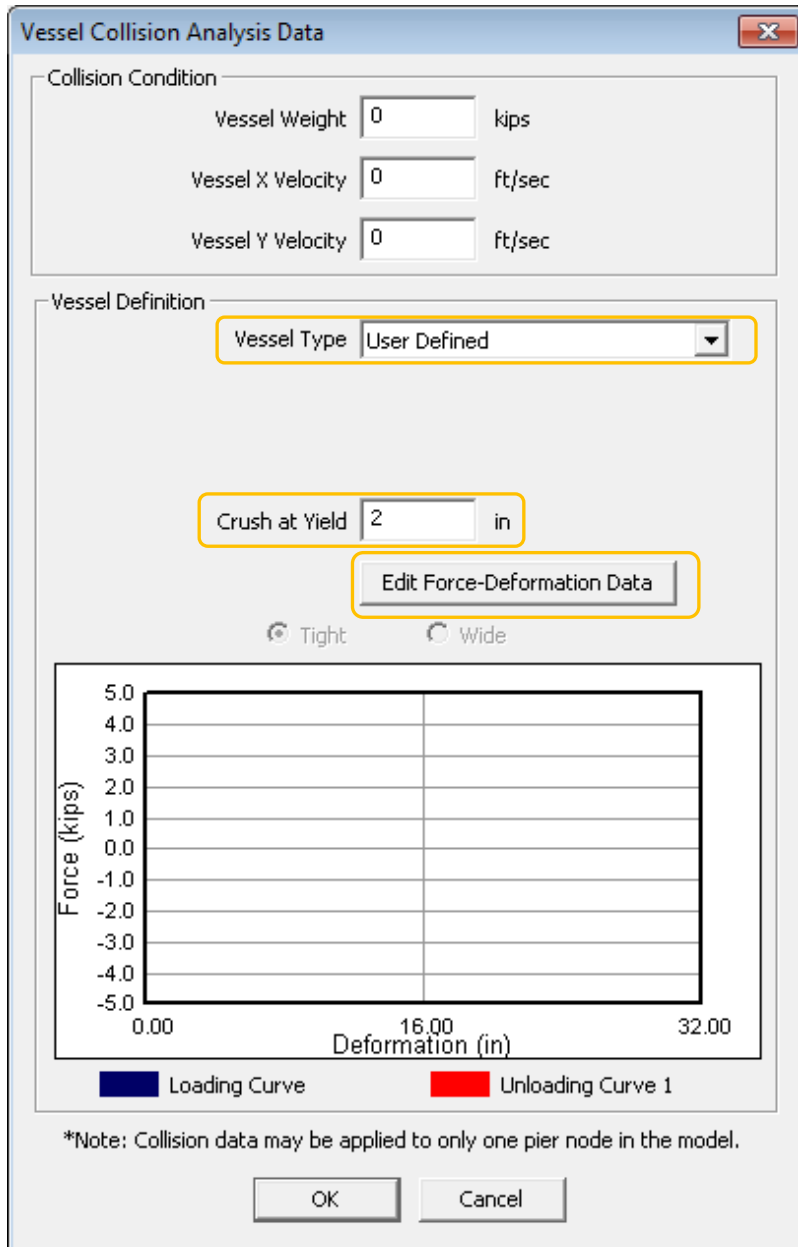 Vessel Collision Analysis Data
Collision Condition
Vessel Weight 0 kips
Vessel X Velocity 0 ft/sec
Vessel Y Velocity 0 ft/sec
Vessel Definition
Vessel Type User Defined
Crush at Yield 2 in
Edit Force-Deformation Data
Tight Wide
5.0
4.0
3.0
2.0
1.0
0.0
-1.0
-2.0
-3.0
-4.0
-5.0
Force (kips)
0.00 16.00 32.00
Deformation (in)
Loading Curve Unloading Curve 1
*Note: Collision data may be applied to only one pier node in the model.
OK Cancel